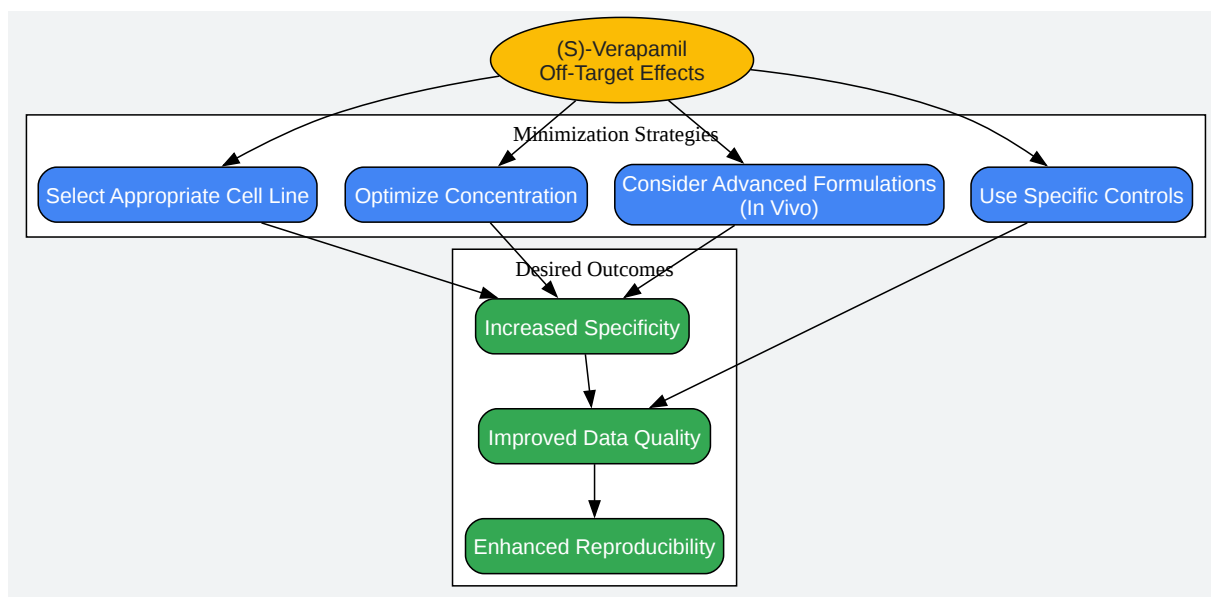 (S)-Verapamil
Off-Target Effects
Minimization Strategies
Select Appropriate Cell Line
Optimize Concentration
Consider Advanced Formulations
(In Vivo)
Use Specific Controls
Desired Outcomes
Increased Specificity
Improved Data Quality
Enhanced Reproducibility